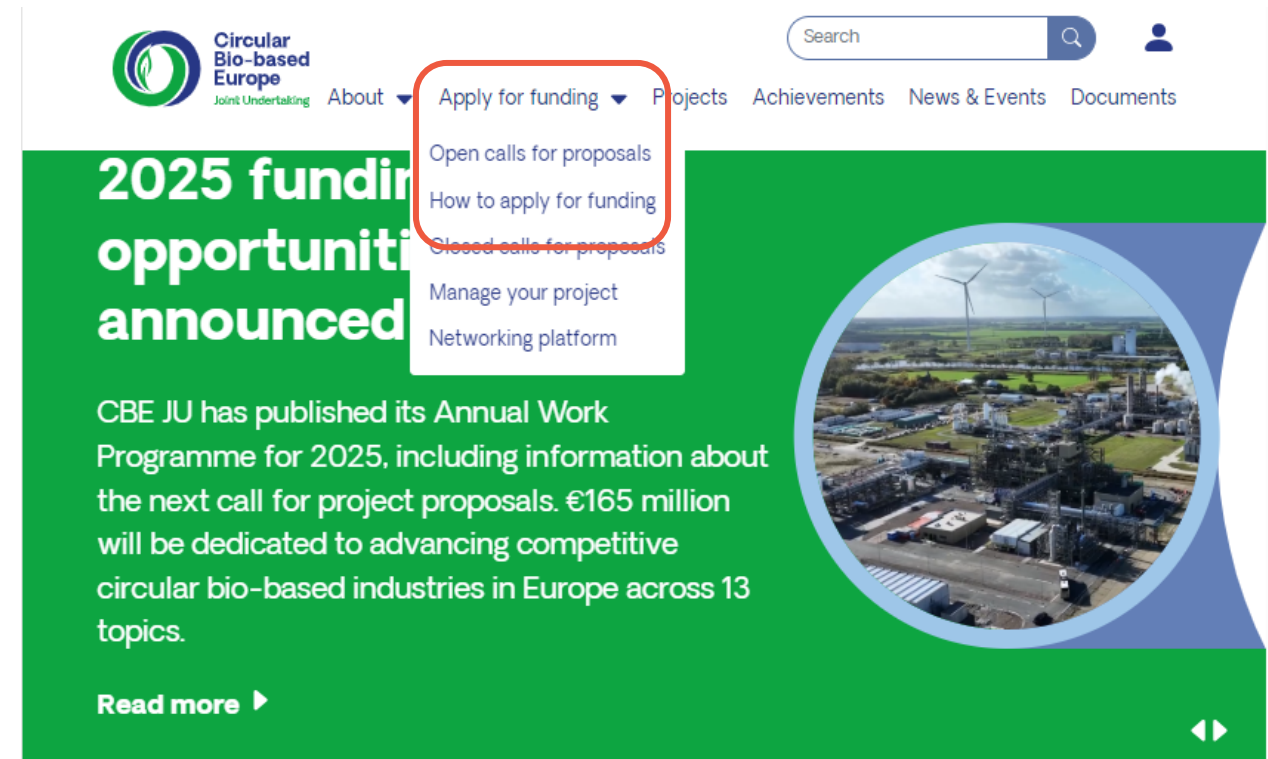 Circular
Bio-based
Europe
Joint Undertaking
Search
About
Apply for funding
Projects
Achievements
News & Events
Documents
Open calls for proposals
How to apply for funding
Closed calls for proposals
Manage your project
Networking platform
2025 fundin
opportuniti
announced
CBE JU has published its Annual Work
Programme for 2025, including information about
the next call for project proposals. €165 million
will be dedicated to advancing competitive
circular bio-based industries in Europe across 13
topics.
Read more